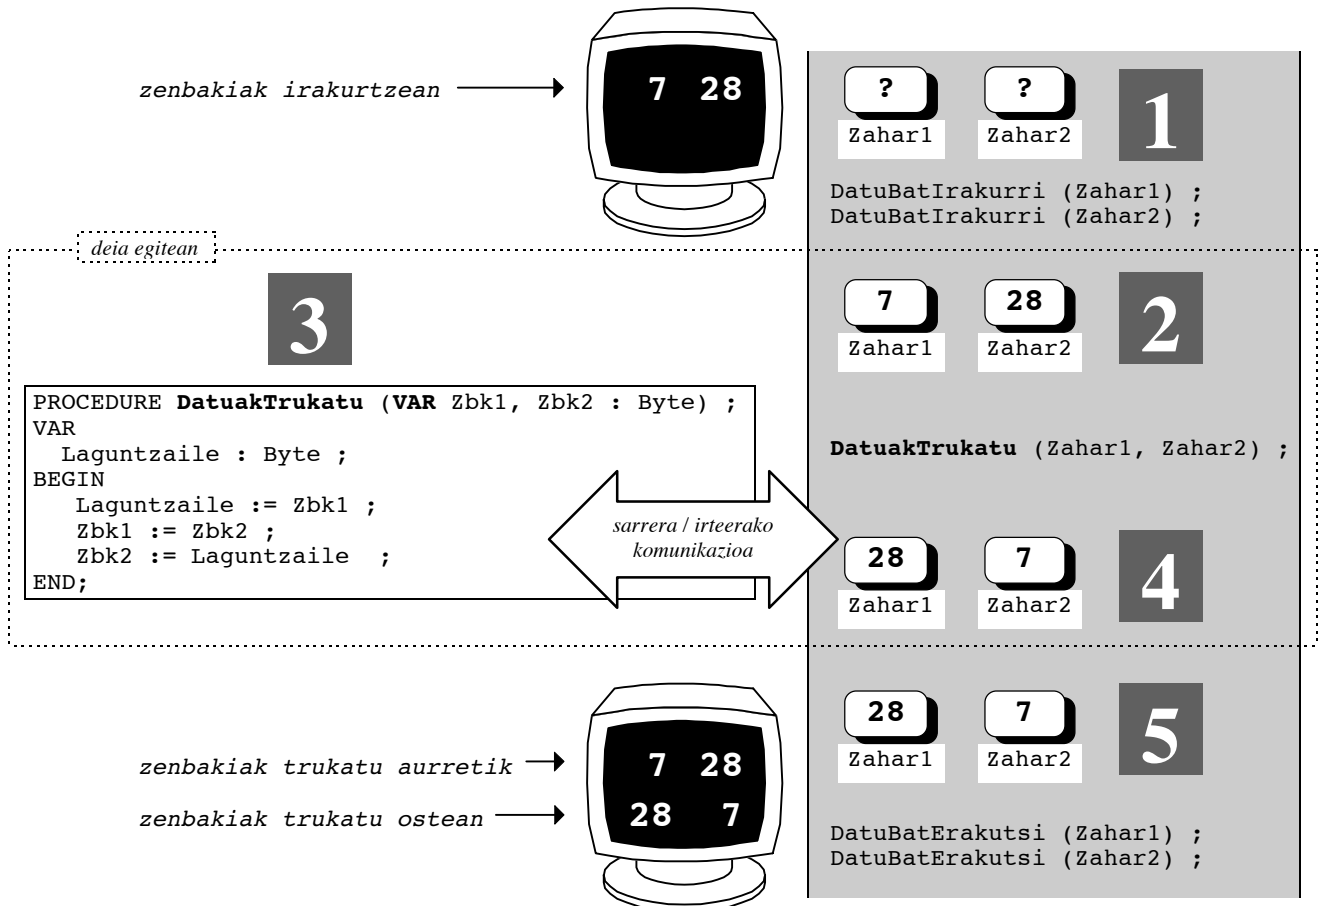 zenbakiak irakurtzean
7 28
? ?
Zahar1 Zahar2
1
DatuBatIrakurri (Zahar1) ;
DatuBatIrakurri (Zahar2) ;
deia egitean
3
7 28
Zahar1 Zahar2
2
PROCEDURE DatuakTrukatu (VAR Zbk1, Zbk2 : Byte) ;
VAR
Laguntzaile : Byte ;
BEGIN
Laguntzaile := Zbk1 ;
Zbk1 := Zbk2 ;
Zbk2 := Laguntzaile ;
END;
DatuakTrukatu (Zahar1, Zahar2) ;
sarrera / irteerako
komunikazioa
28 7
Zahar1 Zahar2
4
28 7
Zahar1 Zahar2
5
zenbakiak trukatu aurretik
7 28
zenbakiak trukatu ostean
28 7
DatuBatErakutsi (Zahar1) ;
DatuBatErakutsi (Zahar2) ;